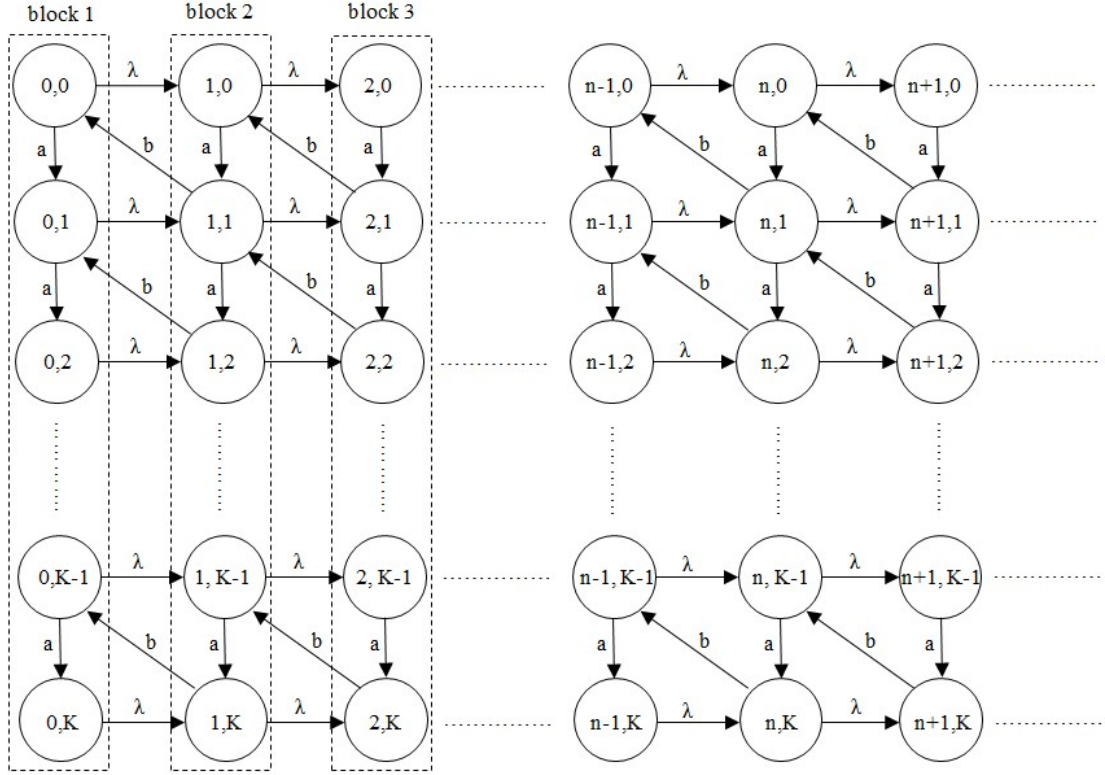 block 1 block 2 block 3
λ λ λ λ
0,0 1,0 2,0 n-1,0 n,0 n+1,0
a b a b a a b a b a
λ λ λ λ
0,1 1,1 2,1 n-1,1 n,1 n+1,1
a b a b a a b a b a
λ λ λ λ
0,2 1,2 2,2 n-1,2 n,2 n+1,2
λ λ λ λ
0,K-1 1, K-1 2, K-1 n-1, K-1 n, K-1 n+1, K-1
a b a b a a b a b a
λ λ λ λ
0,K 1,K 2,K n-1,K n,K n+1,K